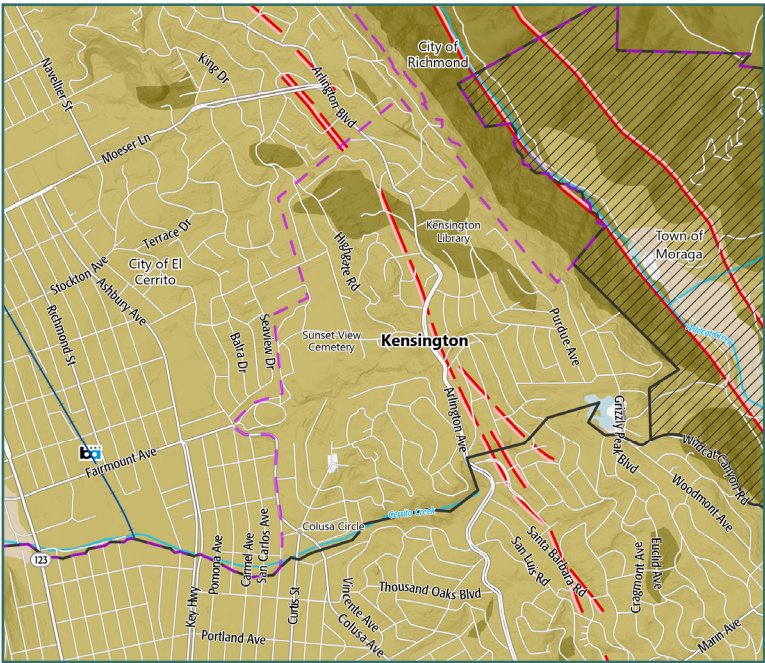 City of
Richmond
King Dr
Arlington Blvd
Navellier St
Moeser Ln
Kensington
Library
Town of
Moraga
Terrace Dr
Highgate Rd
City of El
Cerrito
Stockton Ave
Ashbury Ave
Richmond St
Balra Dr
Seaview Dr
Sunset View
Cemetery
Kensington
Purdue Ave
Arlington Ave
Grizzly Peak
Blvd
Wildcat Canyon Rd
Woodmont Ave
ba
Fairmount Ave
Cerrito Creek
Colusa Circle
123
Key Hwy
Pomona Ave
Carmel Ave
San Carlos Ave
Curtis St
Vincente Ave
Colusa Ave
Thousand Oaks Blvd
San Luis Rd
Santa Barbara Rd
Cragmont Ave
Euclid Ave
Marin Ave
Portland Ave